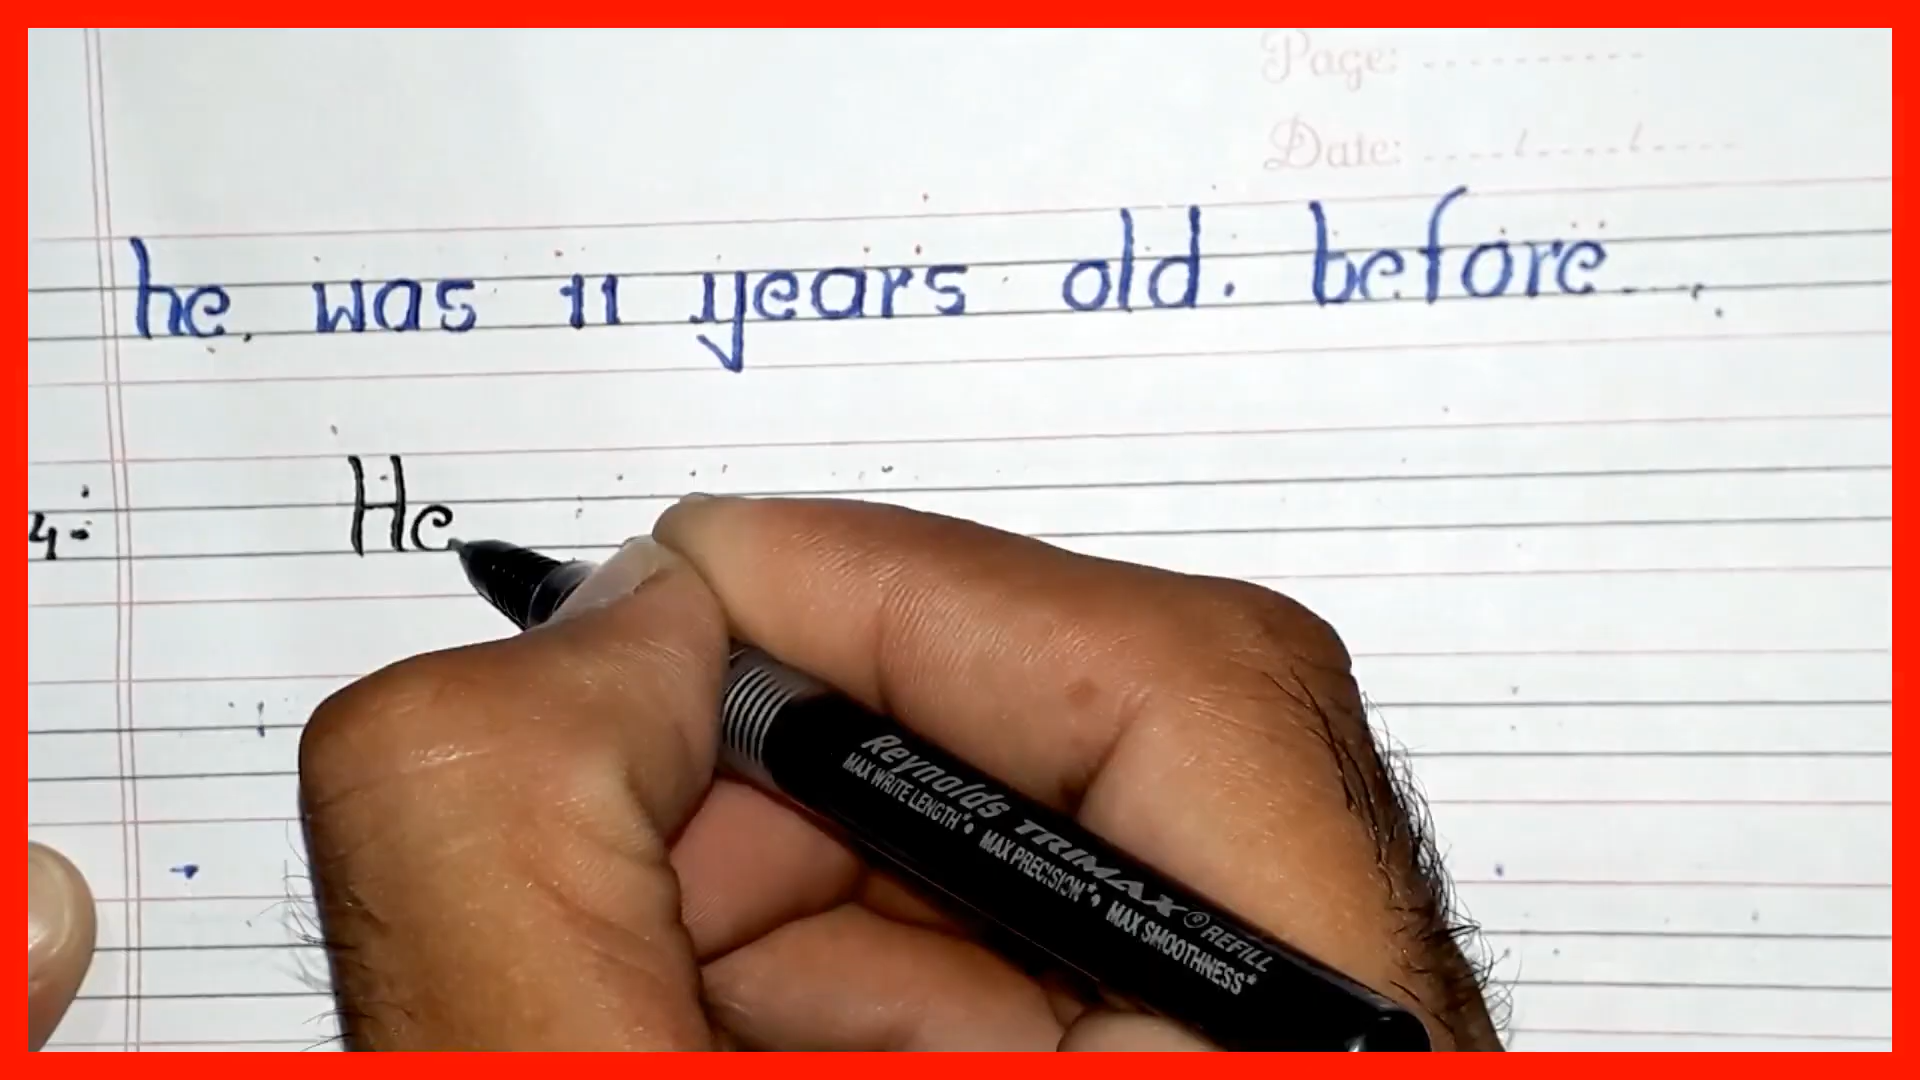 Page: ..........
Date: ..../..../....
he was 11 years old. before ....
4:- He
Reynolds TRIMAX® REFILL
MAX WRITE LENGTH* • MAX PRECISION* • MAX SMOOTHNESS*